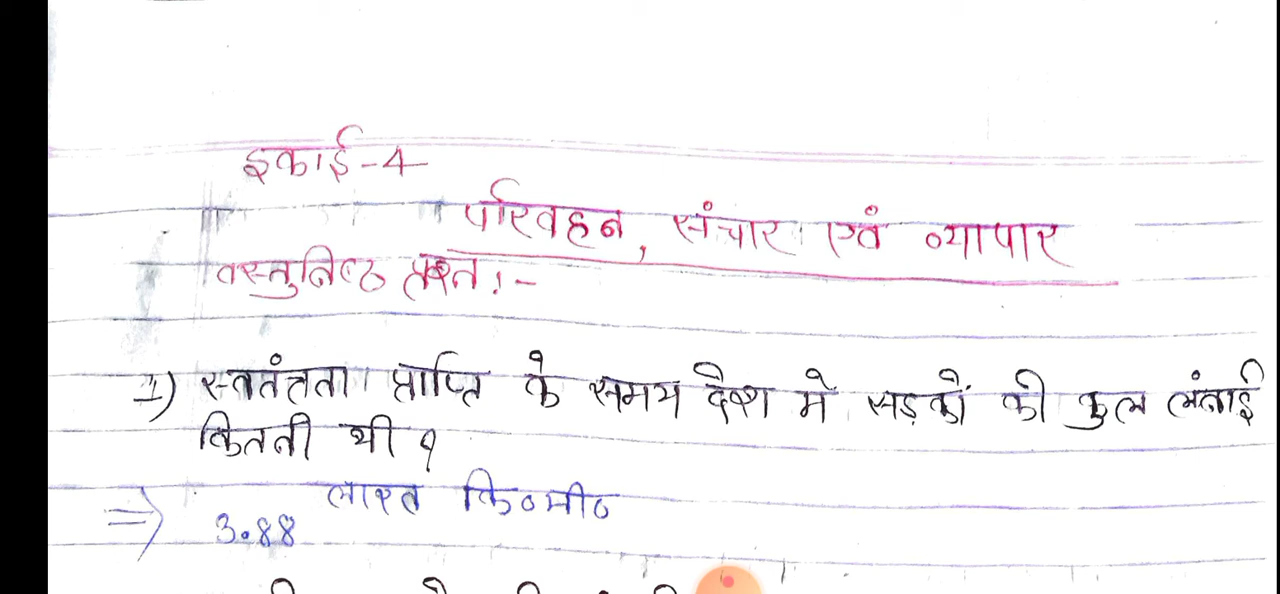 इकाई-4
परिवहन, संचार एवं व्यापार
वस्तुनिष्ठ प्रश्न :-
1) स्वतंत्रता प्राप्ति के समय देश मे सड़कों की कुल लंबाई
कितनी थी ?
⇒ 3.88 लाख कि०मी०